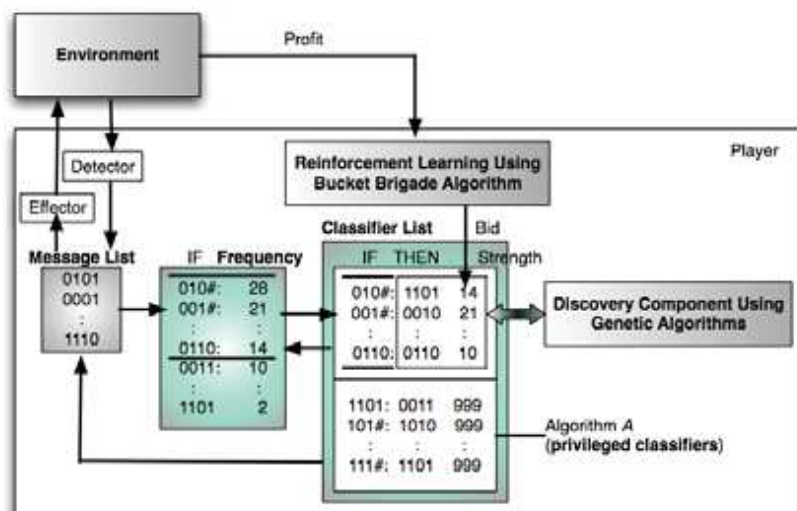 Profit
Environment
Player
Detector
Reinforcement Learning Using
Bucket Brigade Algorithm
Effector
Classifier List
Bid
Message List
IF Frequency
IF THEN Strength
0101
0001
:
1110
010#: 28
001#: 21
: :
0110: 14
0011: 10
: :
1101 2
010#: 1101 14
001#: 0010 21
: : :
0110: 0110 10
Discovery Component Using
Genetic Algorithms
1101: 0011 999
101#: 1010 999
: : :
111#: 1101 999
Algorithm A
(privileged classifiers)